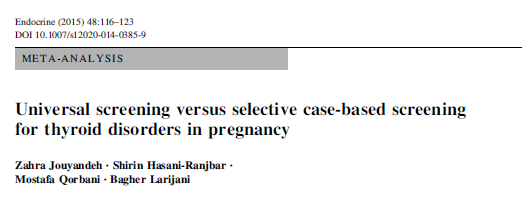 Endocrine (2015) 48:116–123
DOI 10.1007/s12020-014-0385-9
META-ANALYSIS
Universal screening versus selective case-based screening
for thyroid disorders in pregnancy
Zahra Jouyandeh · Shirin Hasani-Ranjbar ·
Mostafa Qorbani · Bagher Larijani